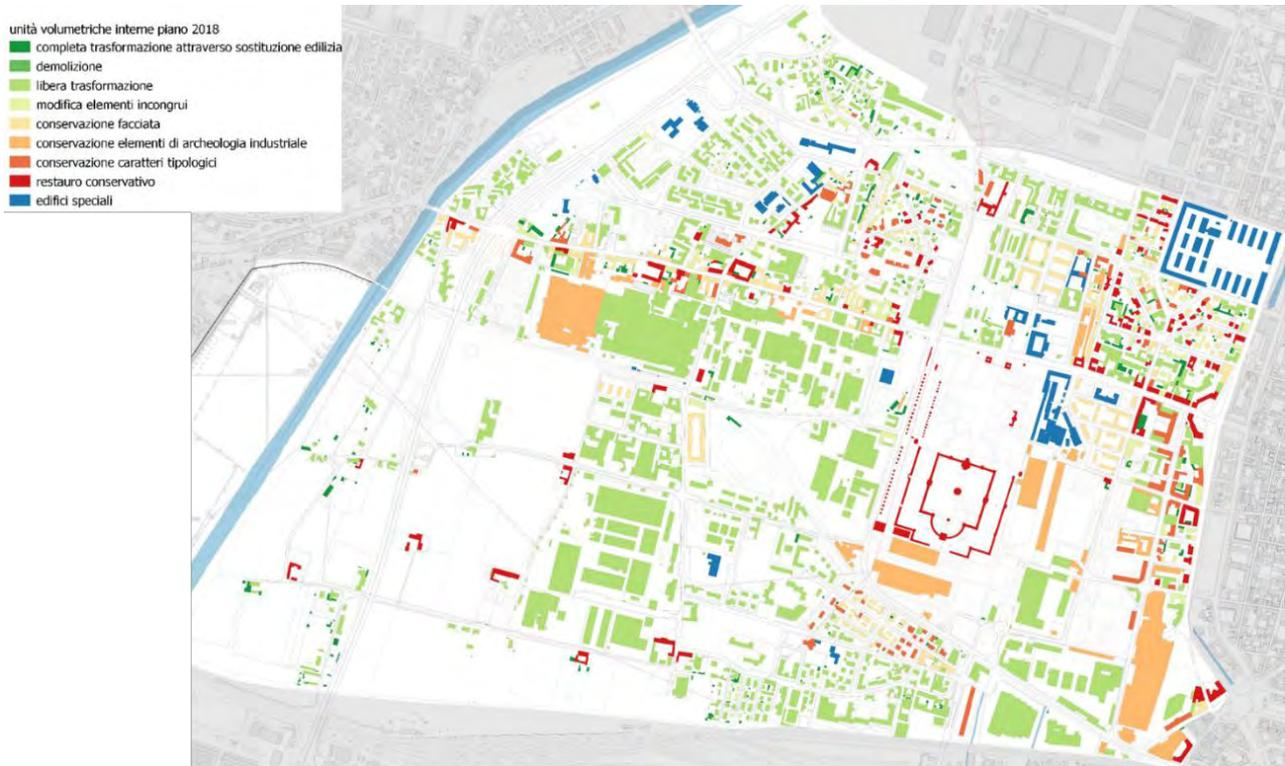 unità volumetriche interne piano 2018
completa trasformazione attraverso sostituzione edilizia
demolizione
libera trasformazione
modifica elementi incongrui
conservazione facciata
conservazione elementi di archeologia industriale
conservazione caratteri tipologici
restauro conservativo
edifici speciali